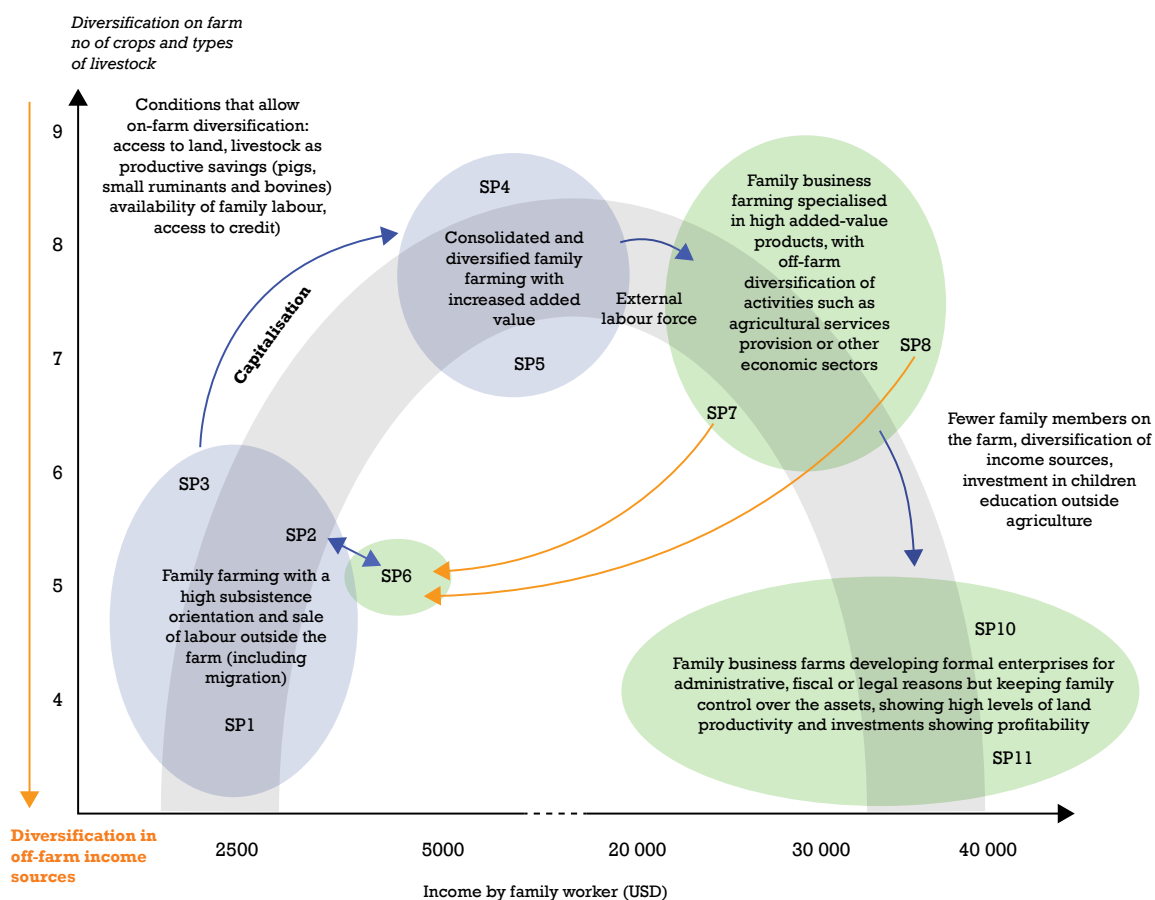 Diversification on farm
no of crops and types
of livestock
Conditions that allow
on-farm diversification:
access to land, livestock as
productive savings (pigs,
small ruminants and bovines)
availability of family labour,
access to credit)
9
8
7
6
5
4
Capitalisation
SP4
Consolidated and
diversified family
farming with
increased added
value
SP5
External
labour force
Family business
farming specialised
in high added-value
products, with
off-farm
diversification of
activities such as
agricultural services
provision or other
economic sectors
SP8
SP7
Fewer family members on
the farm, diversification of
income sources,
investment in children
education outside
agriculture
SP3
SP2
Family farming with a
high subsistence
orientation and sale
of labour outside the
farm (including
migration)
SP1
SP6
SP10
Family business farms developing formal enterprises for
administrative, fiscal or legal reasons but keeping family
control over the assets, showing high levels of land
productivity and investments showing profitability
SP11
Diversification in
off-farm income
sources
2500
5000
20 000
30 000
40 000
Income by family worker (USD)